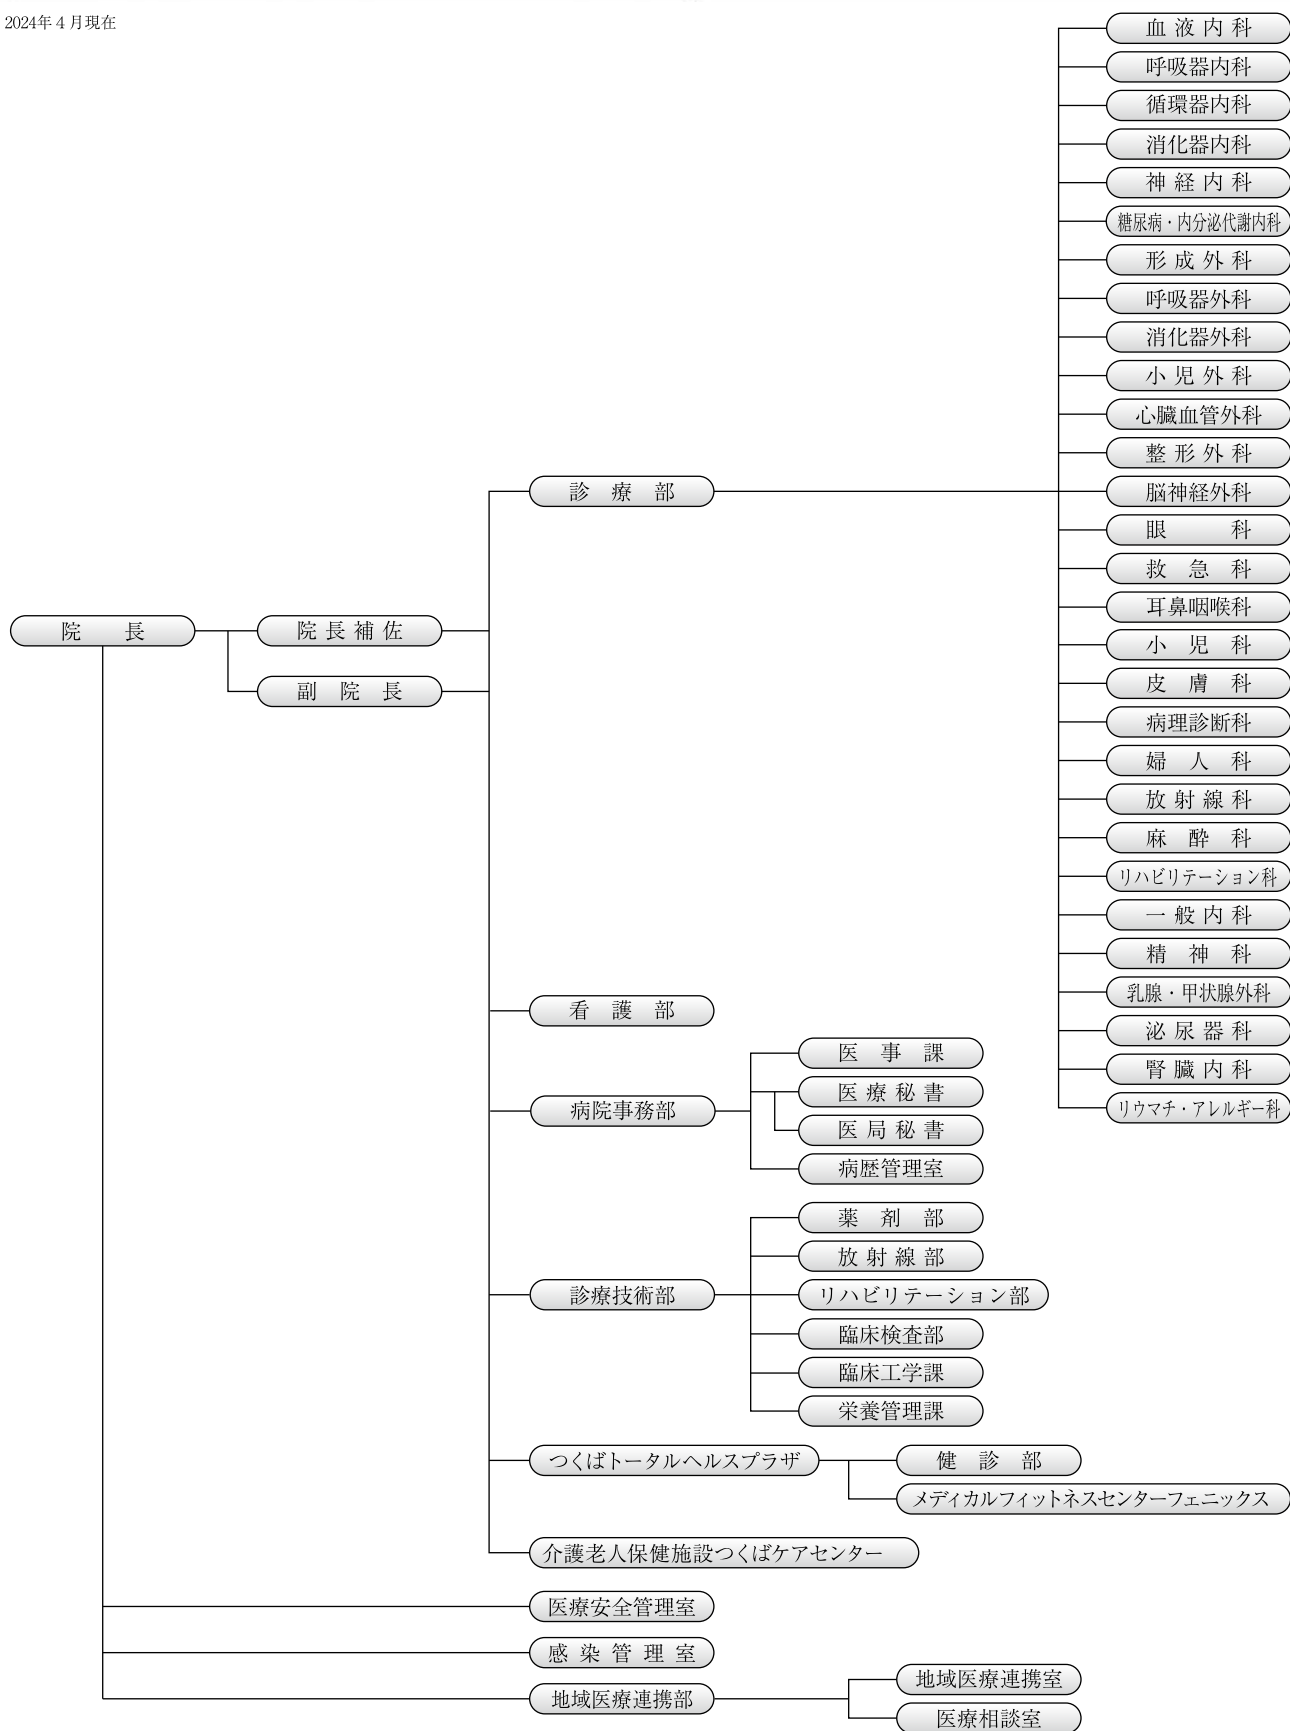 2024年4月現在
院長
院長補佐
副院長
診療部
血液内科
呼吸器内科
循環器内科
消化器内科
神経内科
糖尿病・内分泌代謝内科
形成外科
呼吸器外科
消化器外科
小児外科
心臓血管外科
整形外科
脳神経外科
眼科
救急科
耳鼻咽喉科
小児科
皮膚科
病理診断科
婦人科
放射線科
麻酔科
リハビリテーション科
一般内科
精神科
乳腺・甲状腺外科
泌尿器科
腎臓内科
リウマチ・アレルギー科
看護部
病院事務部
医事課
医療秘書
医局秘書
病歴管理室
診療技術部
薬剤部
放射線部
リハビリテーション部
臨床検査部
臨床工学課
栄養管理課
つくばトータルヘルスプラザ
健診部
メディカルフィットネスセンターフェニックス
介護老人保健施設つくばケアセンター
医療安全管理室
感染管理室
地域医療連携部
地域医療連携室
医療相談室